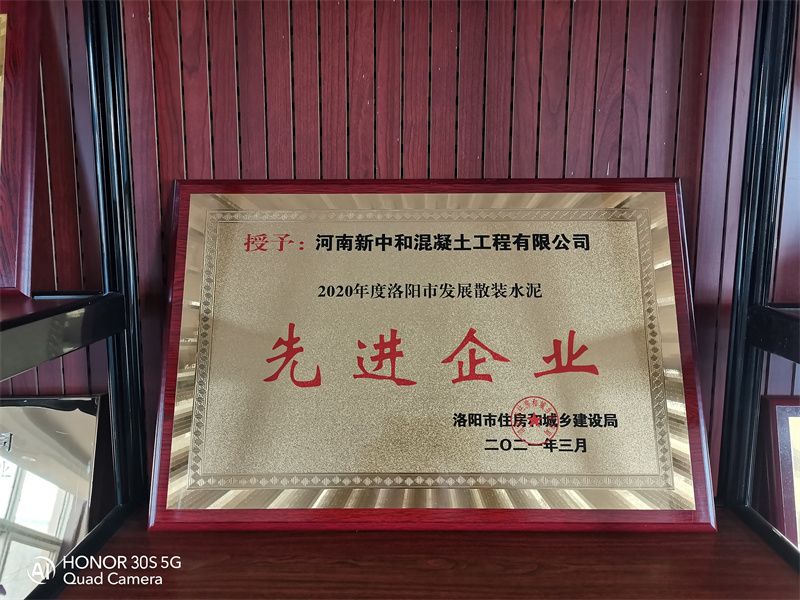 授予：河南新中和混凝土工程有限公司
2020年度洛阳市发展散装水泥
先进企业
洛阳市住房和城乡建设局
二〇二一年三月
AI HONOR 30S 5G
Quad Camera